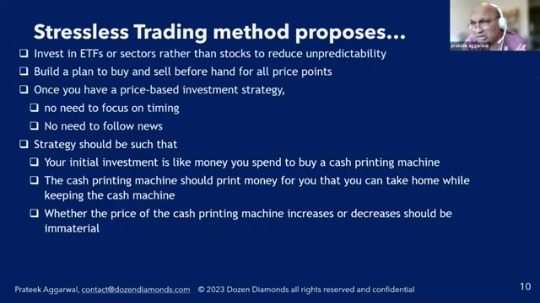 Stressless Trading method proposes...
prateek aggarwal
❑ Invest in ETFs or sectors rather than stocks to reduce unpredictability
❑ Build a plan to buy and sell before hand for all price points
❑ Once you have a price-based investment strategy,
❑ no need to focus on timing
❑ No need to follow news
❑ Strategy should be such that
❑ Your initial investment is like money you spend to buy a cash printing machine
❑ The cash printing machine should print money for you that you can take home while
keeping the cash machine
❑ Whether the price of the cash printing machine increases or decreases should be
immaterial
Prateek Aggarwal, contact@dozendiamonds.com © 2023 Dozen Diamonds all rights reserved and confidential
10